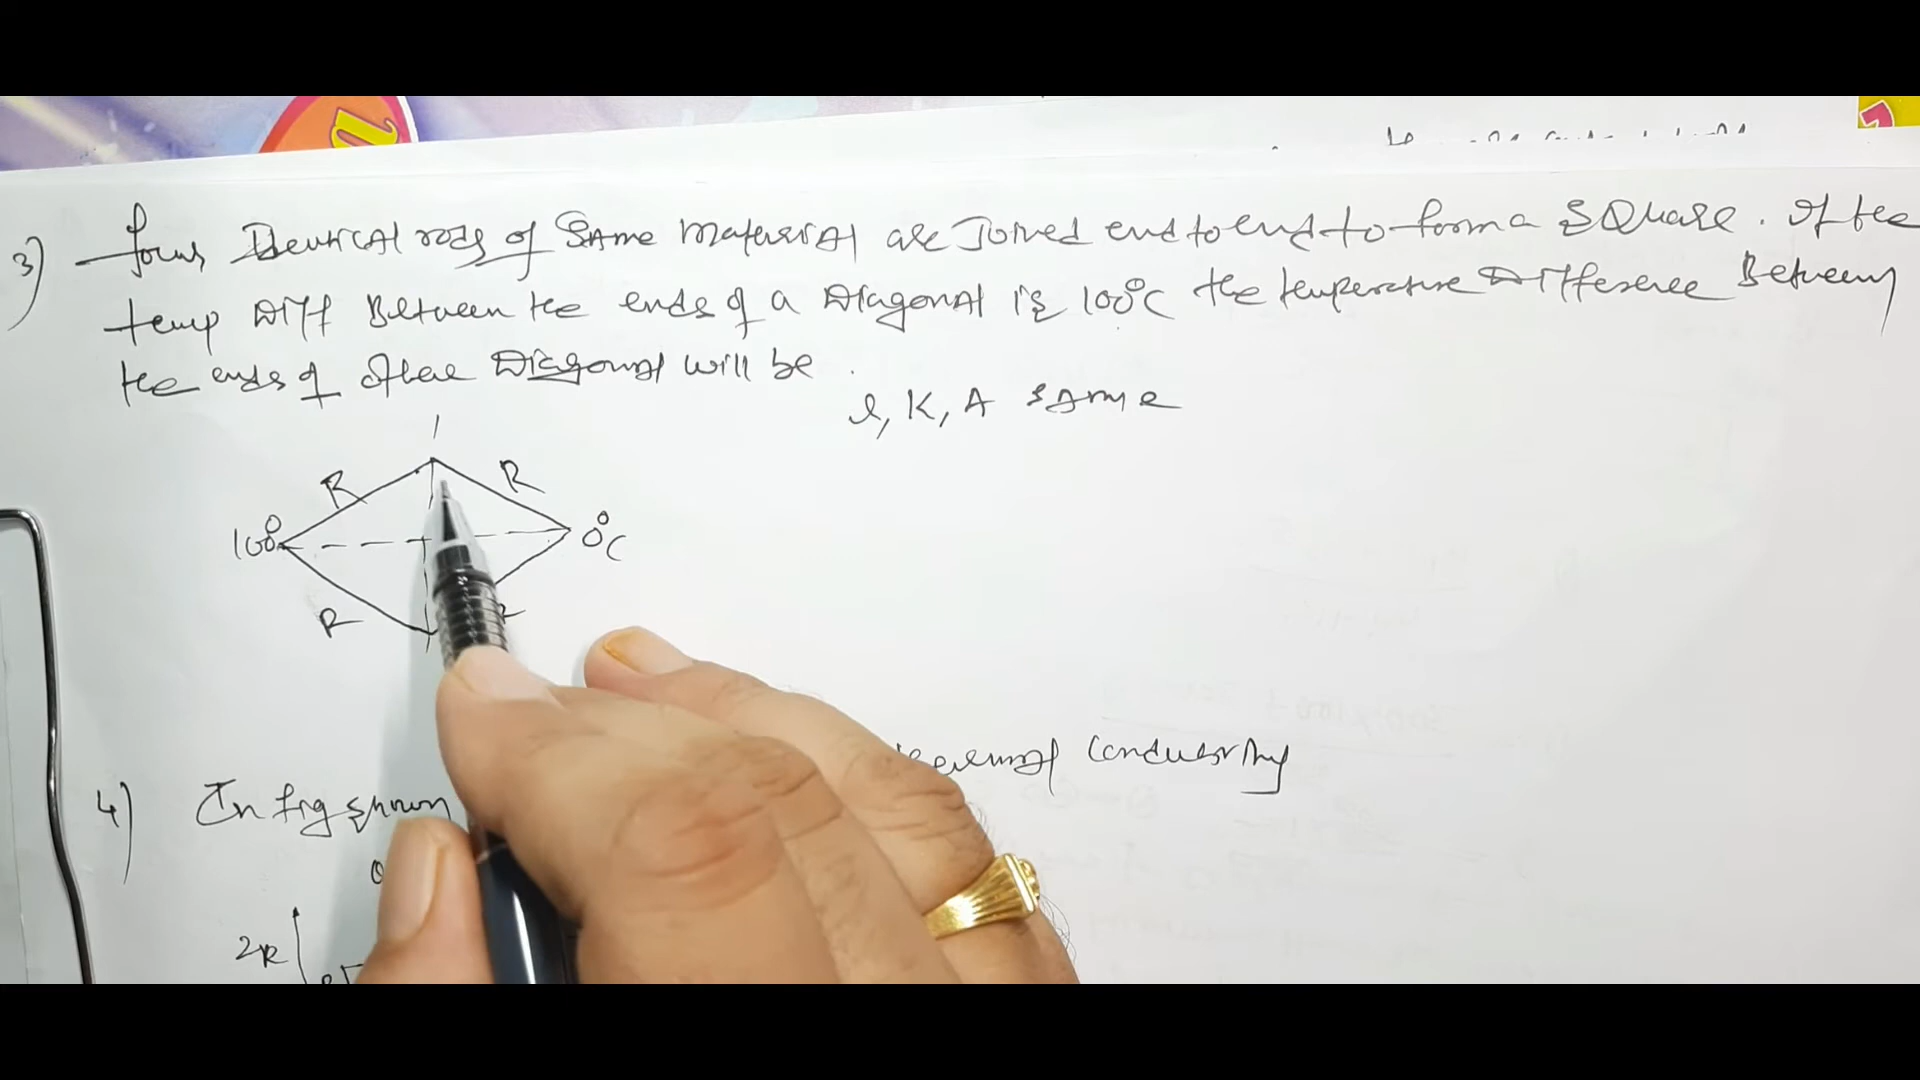 3) four Identical rods of same material are Joined end to end to form a square. If the
temp Diff Between the ends of a Diagonal is 100°C the temperature Difference Between
the ends of other Diagonal will be .
l, K, A same
R R
100° 0°C
R
4) In fig shown conductivity
2R